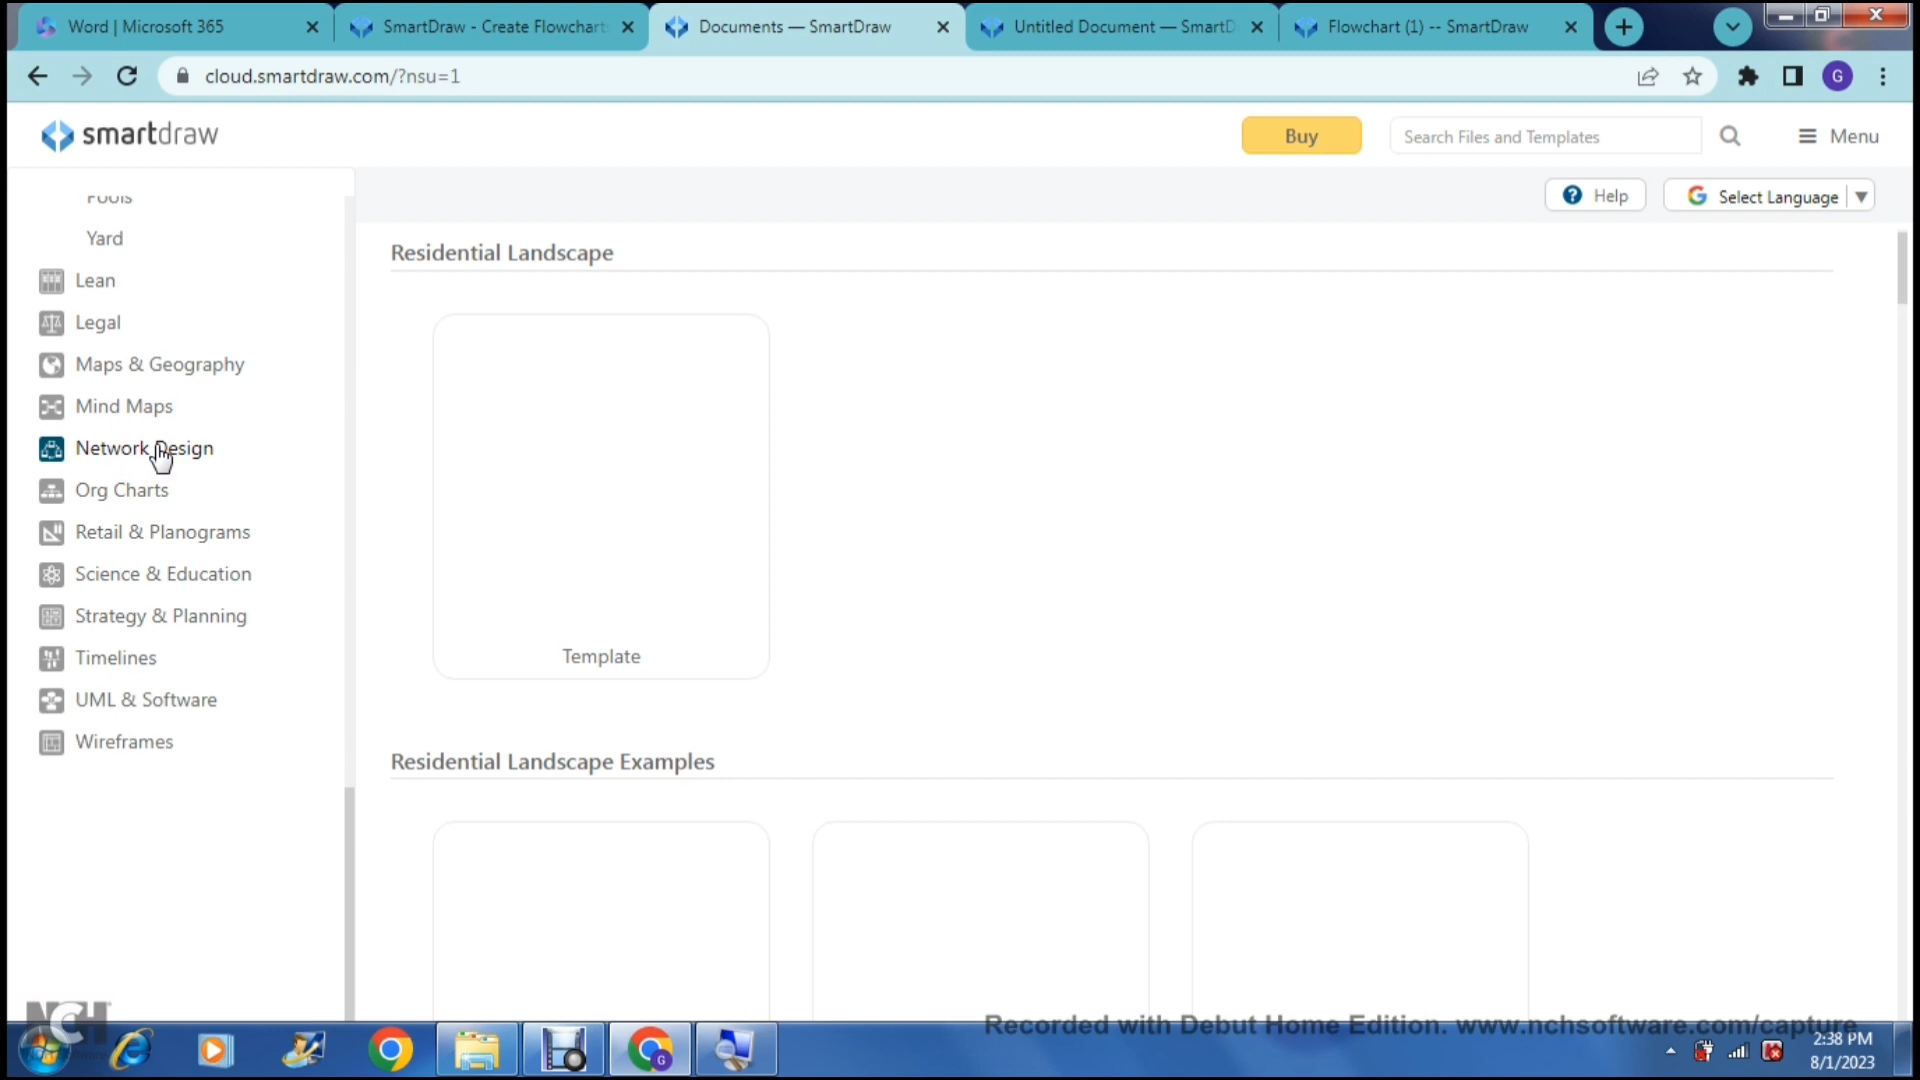 Word | Microsoft 365
SmartDraw - Create Flowchart
Documents — SmartDraw
Untitled Document — SmartD
Flowchart (1) -- SmartDraw
cloud.smartdraw.com/?nsu=1
G
smartdraw
Buy
Search Files and Templates
Menu
? Help
G Select Language
Pools
Yard
Lean
Legal
Maps & Geography
Mind Maps
Network Design
Org Charts
Retail & Planograms
Science & Education
Strategy & Planning
Timelines
UML & Software
Wireframes
Residential Landscape
Template
Residential Landscape Examples
NCH
Recorded with Debut Home Edition. www.nchsoftware.com/capture
G
2:38 PM
8/1/2023